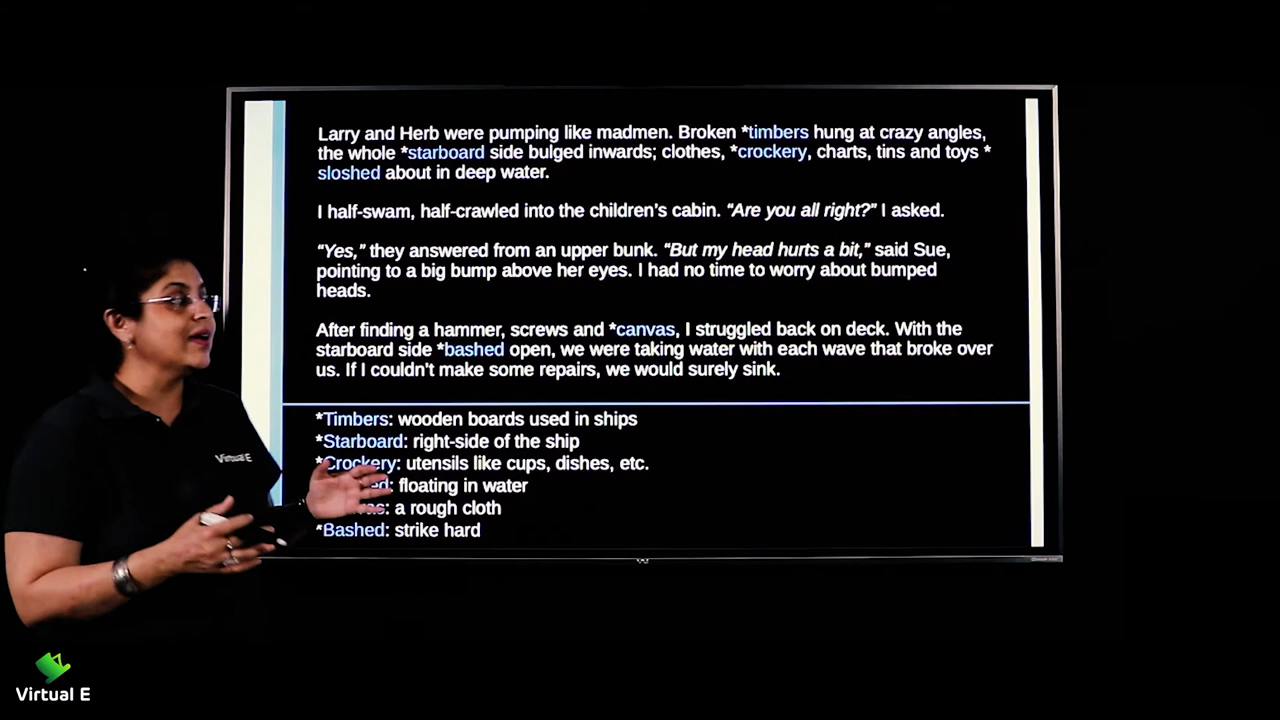 Larry and Herb were pumping like madmen. Broken *timbers hung at crazy angles,
the whole *starboard side bulged inwards; clothes, *crockery, charts, tins and toys *
sloshed about in deep water.
I half-swam, half-crawled into the children's cabin. “Are you all right?” I asked.
“Yes,” they answered from an upper bunk. “But my head hurts a bit,” said Sue,
pointing to a big bump above her eyes. I had no time to worry about bumped
heads.
After finding a hammer, screws and *canvas, I struggled back on deck. With the
starboard side *bashed open, we were taking water with each wave that broke over
us. If I couldn't make some repairs, we would surely sink.
*Timbers: wooden boards used in ships
*Starboard: right-side of the ship
*Crockery: utensils like cups, dishes, etc.
: floating in water
: a rough cloth
*Bashed: strike hard
Virtual E
Virtual E